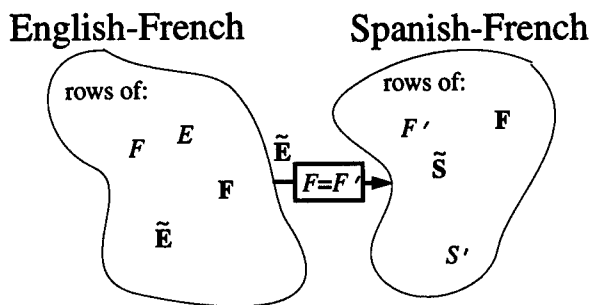 English-French Spanish-French
rows of: rows of:
F E F' F
Ẽ S̃
F F=F'
Ẽ
S'